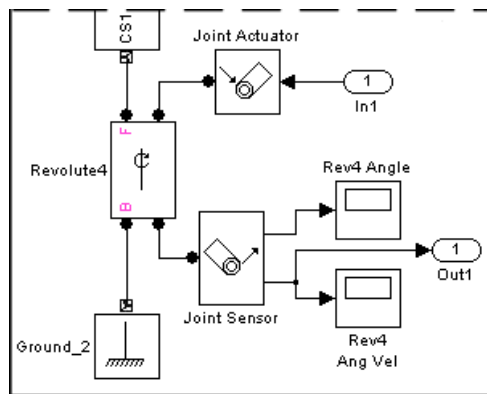 CS1
Joint Actuator
1
In1
F
Revolute4
B
Rev4 Angle
1
Out1
Joint Sensor
Ground_2
Rev4
Ang Vel